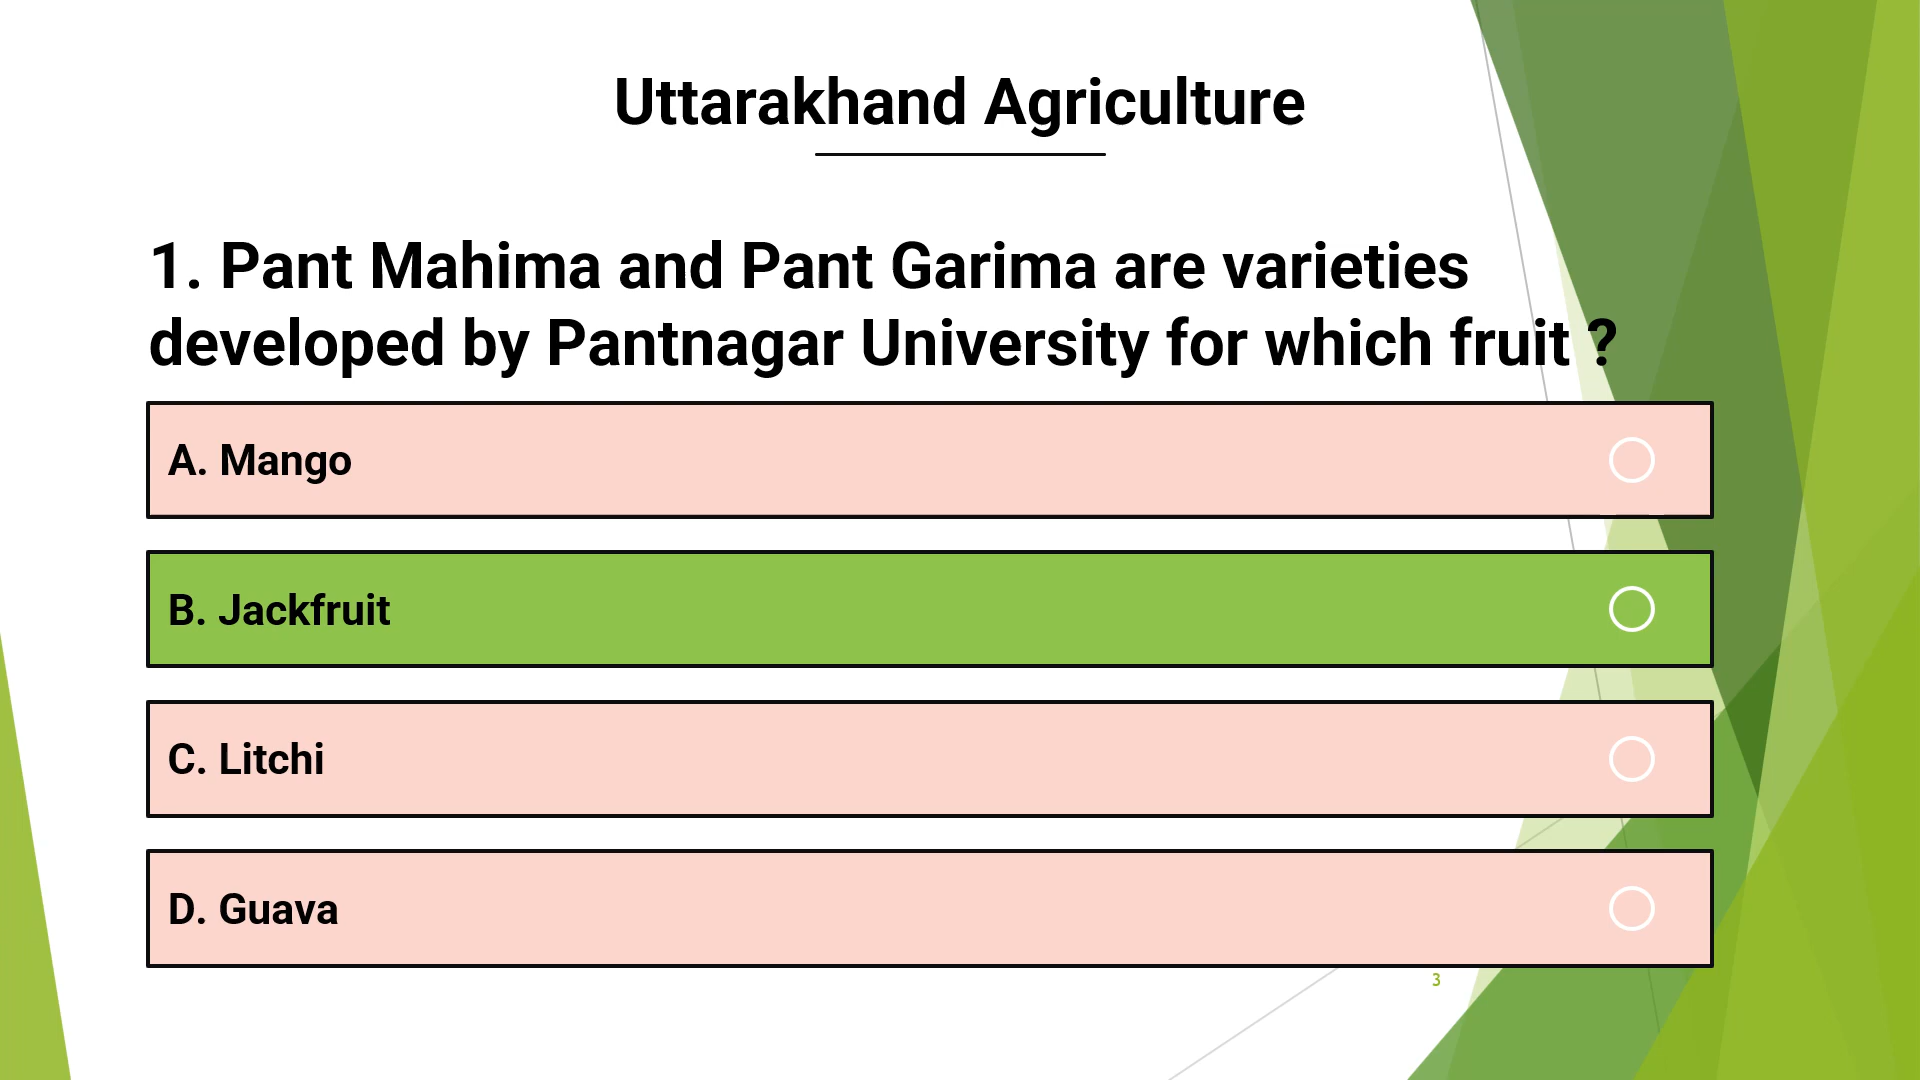 Uttarakhand Agriculture
1. Pant Mahima and Pant Garima are varieties
developed by Pantnagar University for which fruit ?
A. Mango
B. Jackfruit
C. Litchi
D. Guava
3